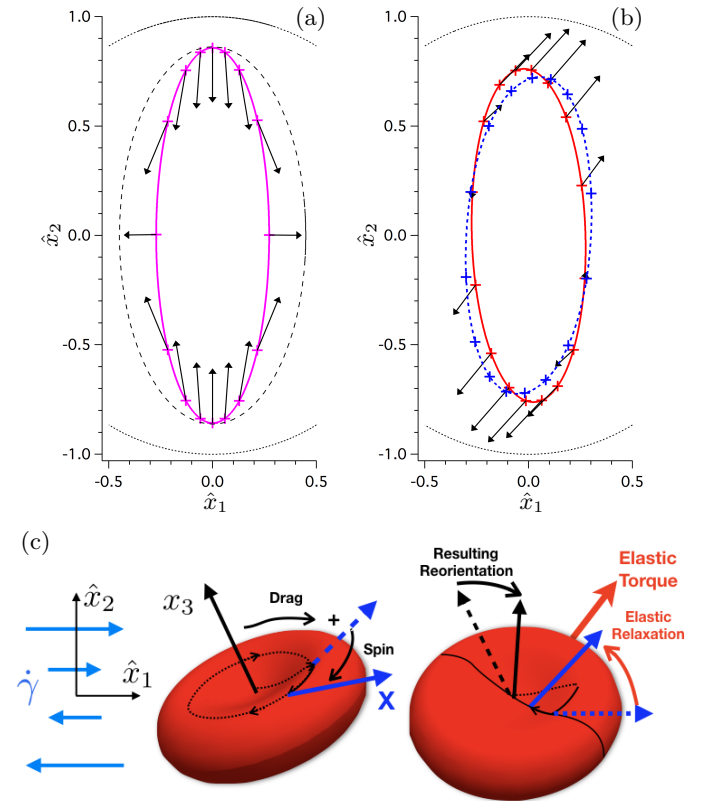 (a)
(b)
1.0
0.5
0.0
-0.5
-1.0
x̂₂
-0.5
0.0
0.5
x̂₁
1.0
0.5
0.0
-0.5
-1.0
x̂₂
-0.5
0.0
0.5
x̂₁
(c)
x̂₂
x̂₁
γ̇
x₃
Drag
+
Spin
X
Resulting
Reorientation
Elastic
Torque
Elastic
Relaxation